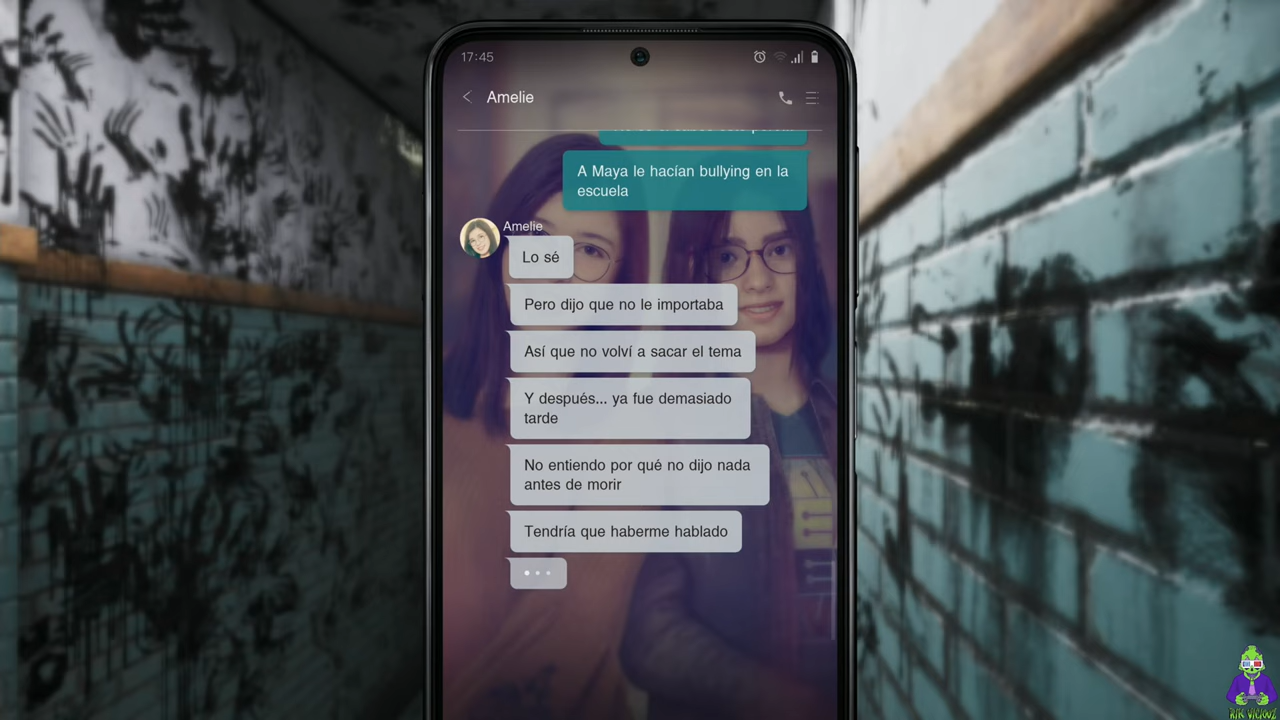 17:45
Amelie
A Maya le hacían bullying en la
escuela
Amelie
Lo sé
Pero dijo que no le importaba
Así que no volví a sacar el tema
Y después... ya fue demasiado
tarde
No entiendo por qué no dijo nada
antes de morir
Tendría que haberme hablado